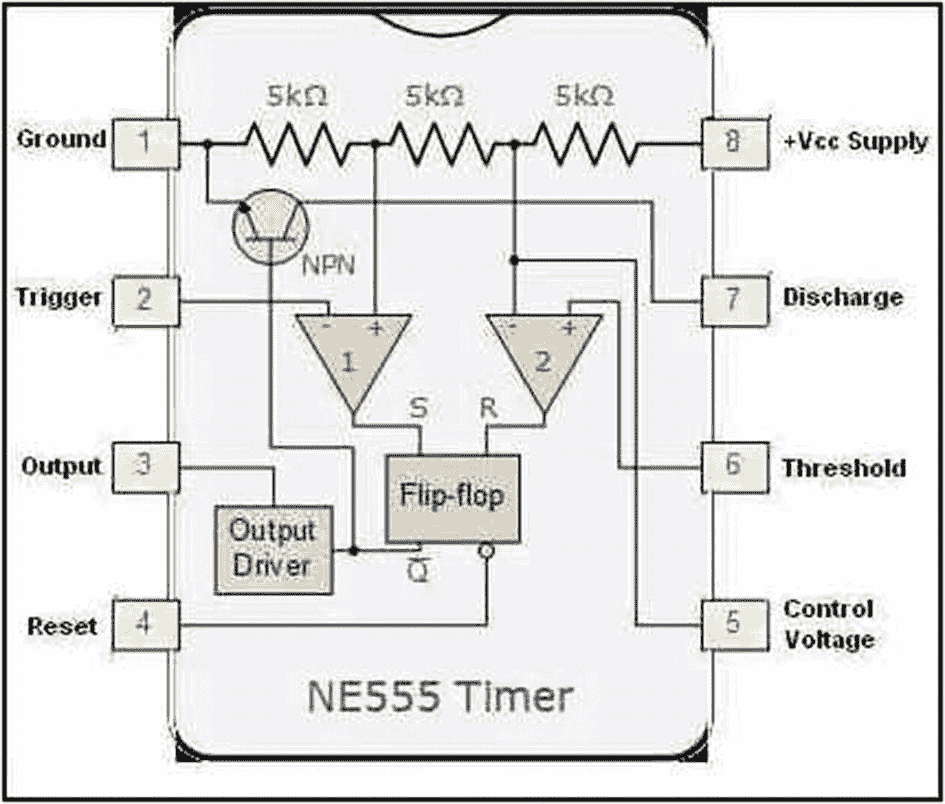 5kΩ 5kΩ 5kΩ
Ground 1
8 +Vcc Supply
NPN
Trigger 2
7 Discharge
- +
- +
1
2
S R
Output 3
6 Threshold
Flip-flop
Output
Driver
Q̅
Reset 4
5 Control
Voltage
NE555 Timer